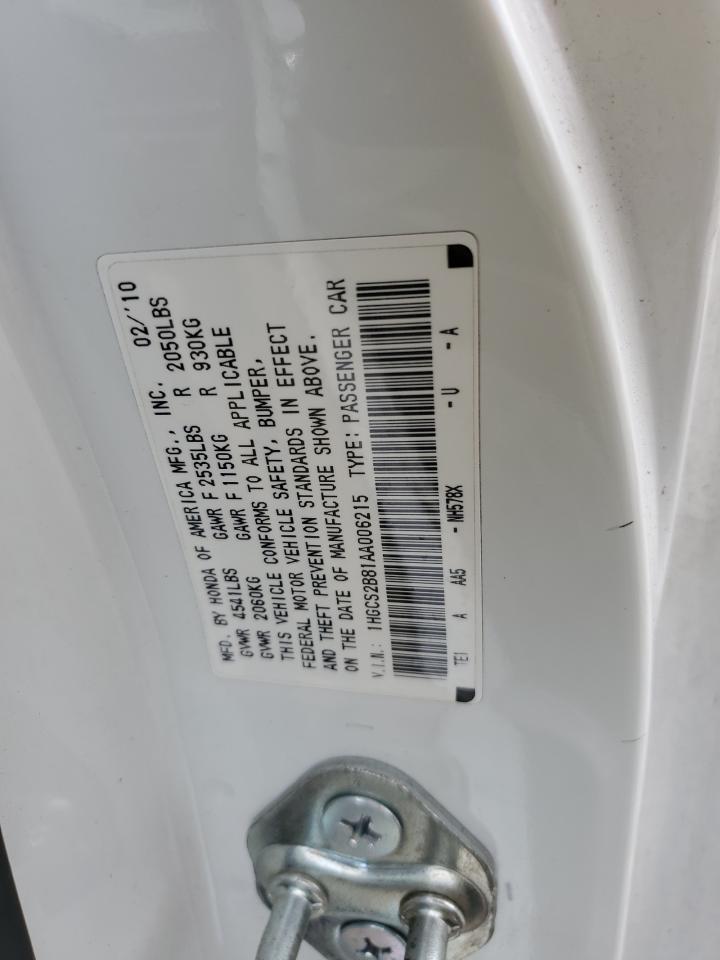 MFD. BY HONDA OF AMERICA MFG., INC. 02/'10
GVWR 4541LBS GAWR F 2535LBS R 2050LBS
GVWR 2060KG GAWR F 1150KG R 930KG
THIS VEHICLE CONFORMS TO ALL APPLICABLE
FEDERAL MOTOR VEHICLE SAFETY, BUMPER,
AND THEFT PREVENTION STANDARDS IN EFFECT
ON THE DATE OF MANUFACTURE SHOWN ABOVE.
V.I.N.: 1HGCS2B81AA006215 TYPE: PASSENGER CAR
TE1 A AA5 - NH578X - U - A